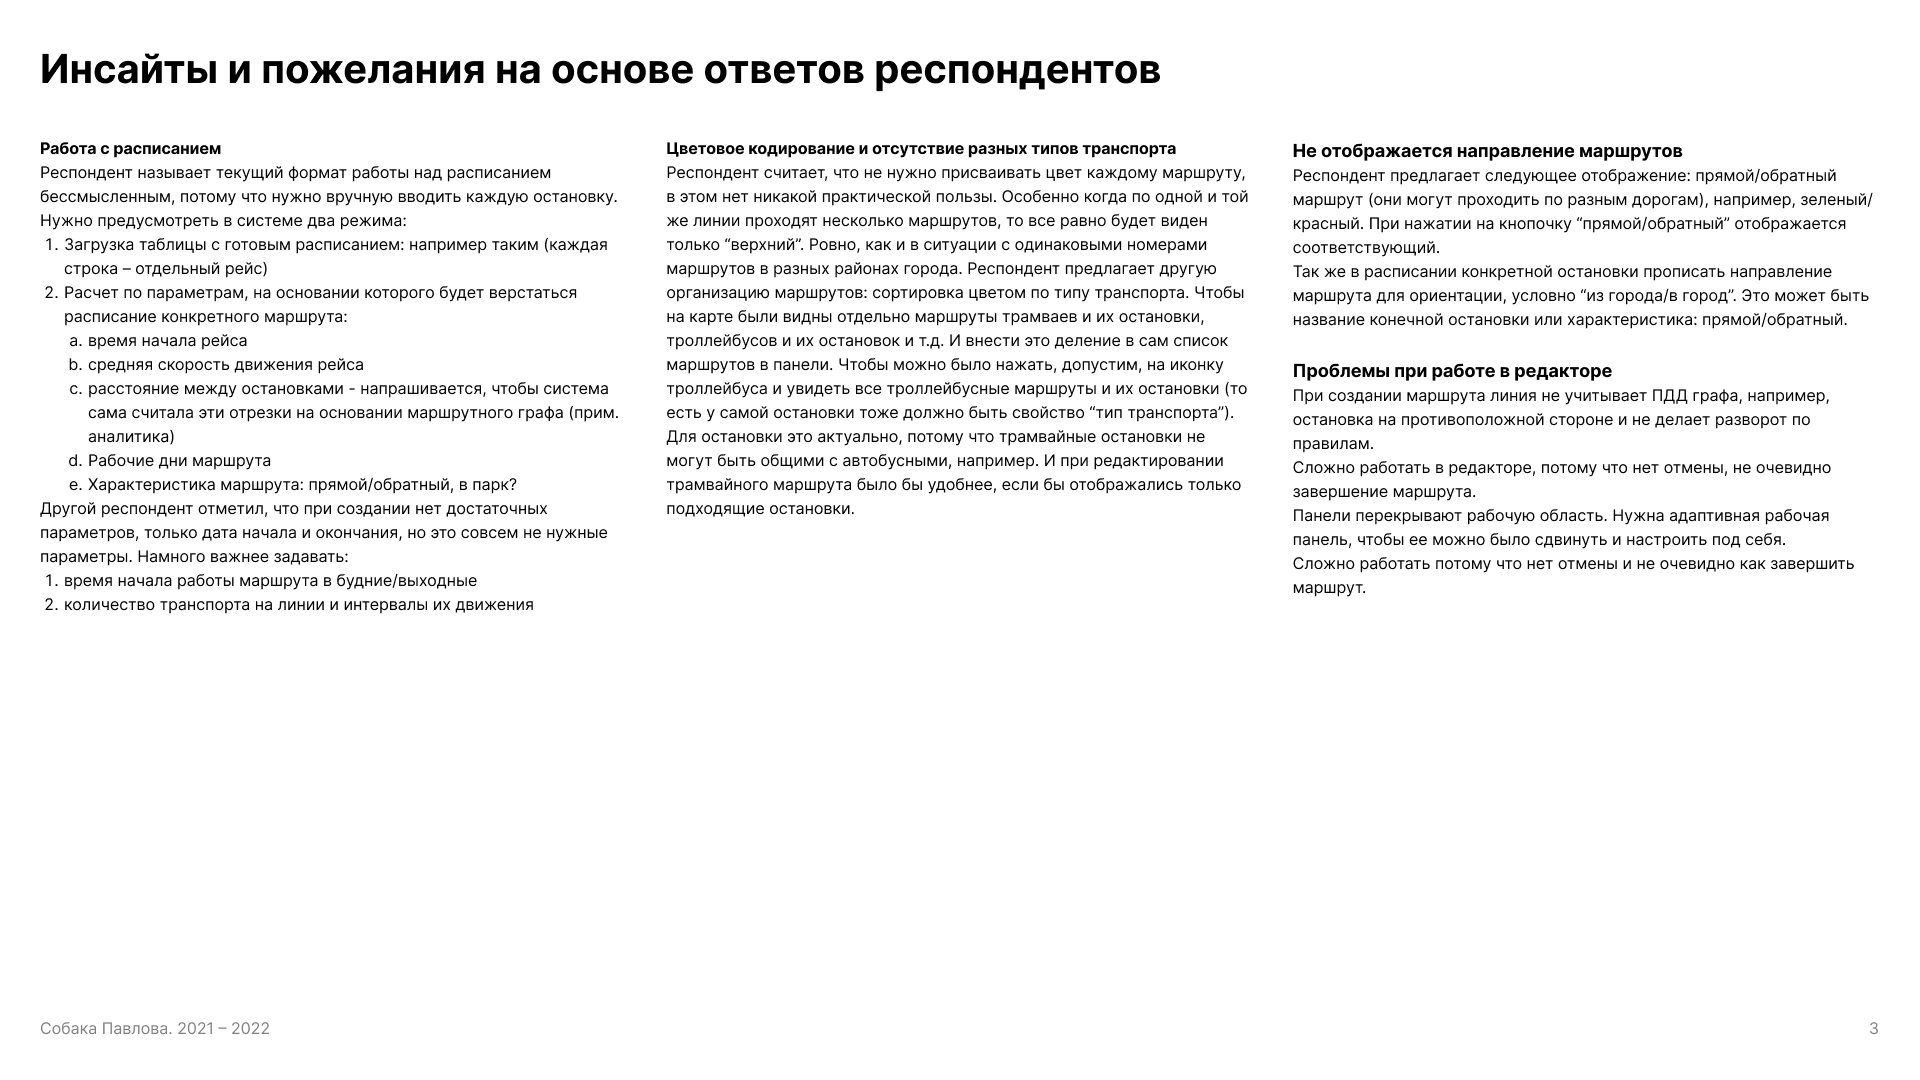 Инсайты и пожелания на основе ответов респондентов
Работа с расписанием
Респондент называет текущий формат работы над расписанием
бессмысленным, потому что нужно вручную вводить каждую остановку.
Нужно предусмотреть в системе два режима:
1. Загрузка таблицы с готовым расписанием: например таким (каждая
строка – отдельный рейс)
2. Расчет по параметрам, на основании которого будет верстаться
расписание конкретного маршрута:
a. время начала рейса
b. средняя скорость движения рейса
c. расстояние между остановками - напрашивается, чтобы система
сама считала эти отрезки на основании маршрутного графа (прим.
аналитика)
d. Рабочие дни маршрута
e. Характеристика маршрута: прямой/обратный, в парк?
Другой респондент отметил, что при создании нет достаточных
параметров, только дата начала и окончания, но это совсем не нужные
параметры. Намного важнее задавать:
1. время начала работы маршрута в будние/выходные
2. количество транспорта на линии и интервалы их движения
Цветовое кодирование и отсутствие разных типов транспорта
Респондент считает, что не нужно присваивать цвет каждому маршруту,
в этом нет никакой практической пользы. Особенно когда по одной и той
же линии проходят несколько маршрутов, то все равно будет виден
только “верхний”. Ровно, как и в ситуации с одинаковыми номерами
маршрутов в разных районах города. Респондент предлагает другую
организацию маршрутов: сортировка цветом по типу транспорта. Чтобы
на карте были видны отдельно маршруты трамваев и их остановки,
троллейбусов и их остановок и т.д. И внести это деление в сам список
маршрутов в панели. Чтобы можно было нажать, допустим, на иконку
троллейбуса и увидеть все троллейбусные маршруты и их остановки (то
есть у самой остановки тоже должно быть свойство “тип транспорта”).
Для остановки это актуально, потому что трамвайные остановки не
могут быть общими с автобусными, например. И при редактировании
трамвайного маршрута было бы удобнее, если бы отображались только
подходящие остановки.
Не отображается направление маршрутов
Респондент предлагает следующее отображение: прямой/обратный
маршрут (они могут проходить по разным дорогам), например, зеленый/
красный. При нажатии на кнопочку “прямой/обратный” отображается
соответствующий.
Так же в расписании конкретной остановки прописать направление
маршрута для ориентации, условно “из города/в город”. Это может быть
название конечной остановки или характеристика: прямой/обратный.
Проблемы при работе в редакторе
При создании маршрута линия не учитывает ПДД графа, например,
остановка на противоположной стороне и не делает разворот по
правилам.
Сложно работать в редакторе, потому что нет отмены, не очевидно
завершение маршрута.
Панели перекрывают рабочую область. Нужна адаптивная рабочая
панель, чтобы ее можно было сдвинуть и настроить под себя.
Сложно работать потому что нет отмены и не очевидно как завершить
маршрут.
Собака Павлова. 2021 – 2022
3